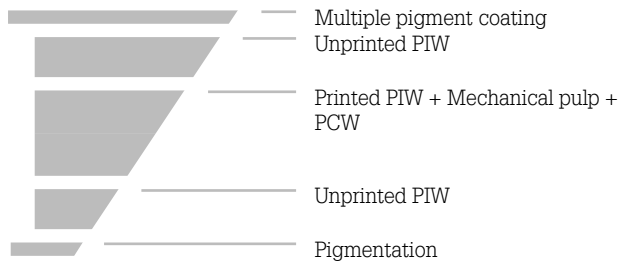 Multiple pigment coating
Unprinted PIW
Printed PIW + Mechanical pulp +
PCW
Unprinted PIW
Pigmentation